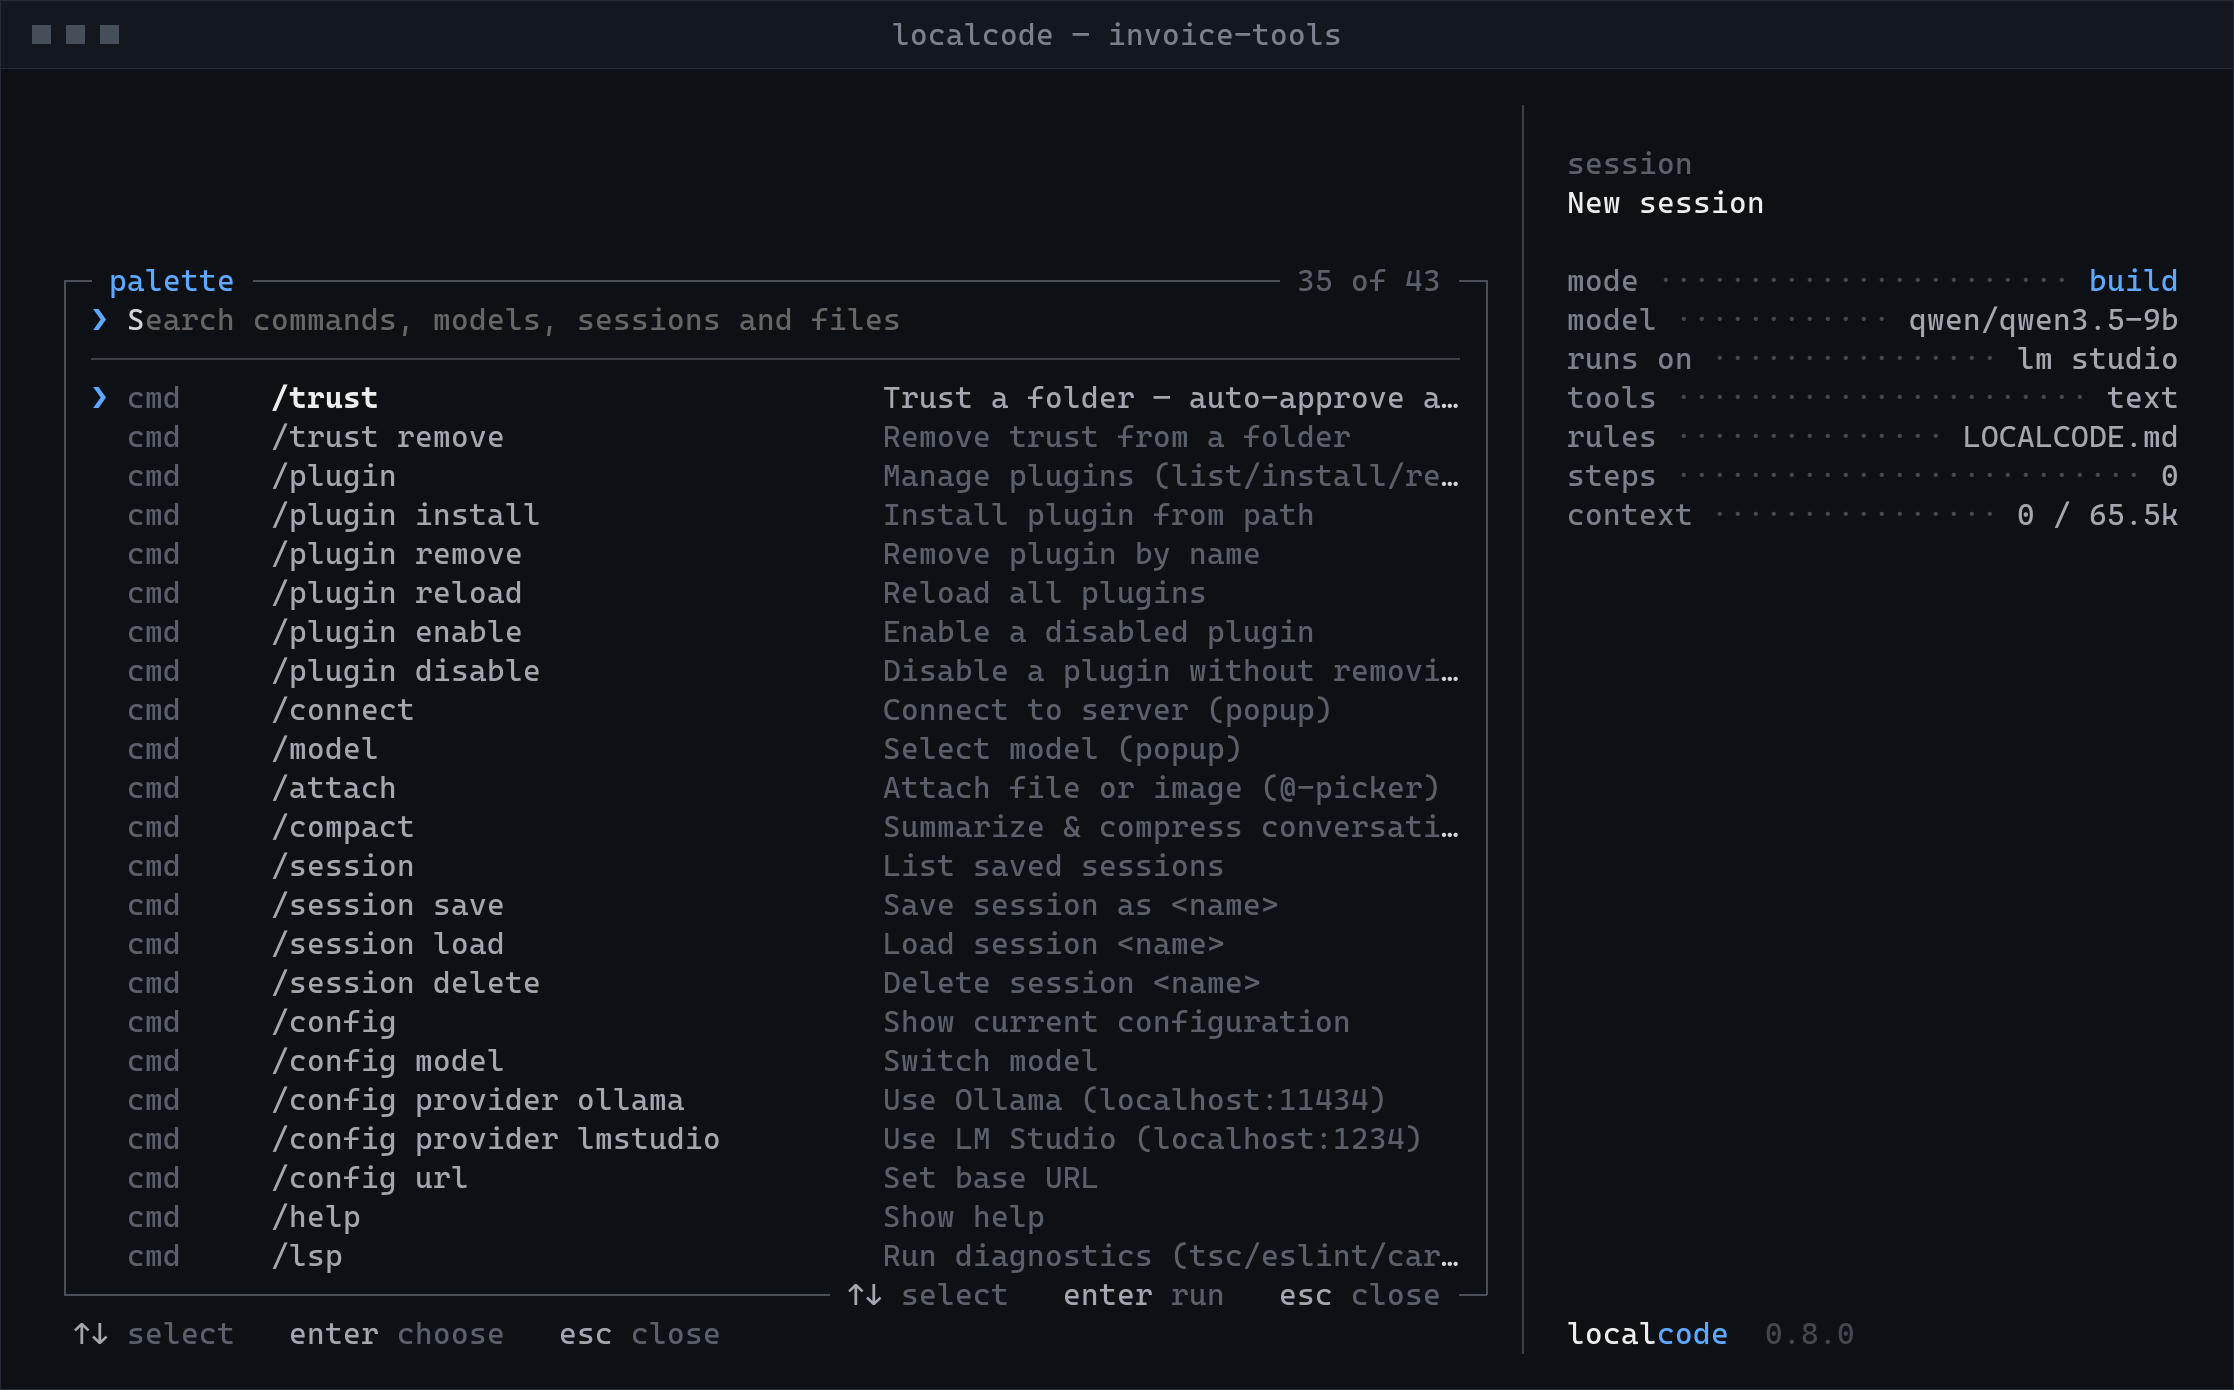 localcode — invoice-tools
palette 35 of 43
❯ Search commands, models, sessions and files
❯ cmd /trust Trust a folder — auto-approve a…
cmd /trust remove Remove trust from a folder
cmd /plugin Manage plugins (list/install/re…
cmd /plugin install Install plugin from path
cmd /plugin remove Remove plugin by name
cmd /plugin reload Reload all plugins
cmd /plugin enable Enable a disabled plugin
cmd /plugin disable Disable a plugin without removi…
cmd /connect Connect to server (popup)
cmd /model Select model (popup)
cmd /attach Attach file or image (@-picker)
cmd /compact Summarize & compress conversati…
cmd /session List saved sessions
cmd /session save Save session as <name>
cmd /session load Load session <name>
cmd /session delete Delete session <name>
cmd /config Show current configuration
cmd /config model Switch model
cmd /config provider ollama Use Ollama (localhost:11434)
cmd /config provider lmstudio Use LM Studio (localhost:1234)
cmd /config url Set base URL
cmd /help Show help
cmd /lsp Run diagnostics (tsc/eslint/car…
↑↓ select enter run esc close
↑↓ select enter choose esc close
session
New session
mode ······················· build
model ············ qwen/qwen3.5-9b
runs on ················ lm studio
tools ······················· text
rules ··············· LOCALCODE.md
steps ·························· 0
context ················ 0 / 65.5k
localcode 0.8.0